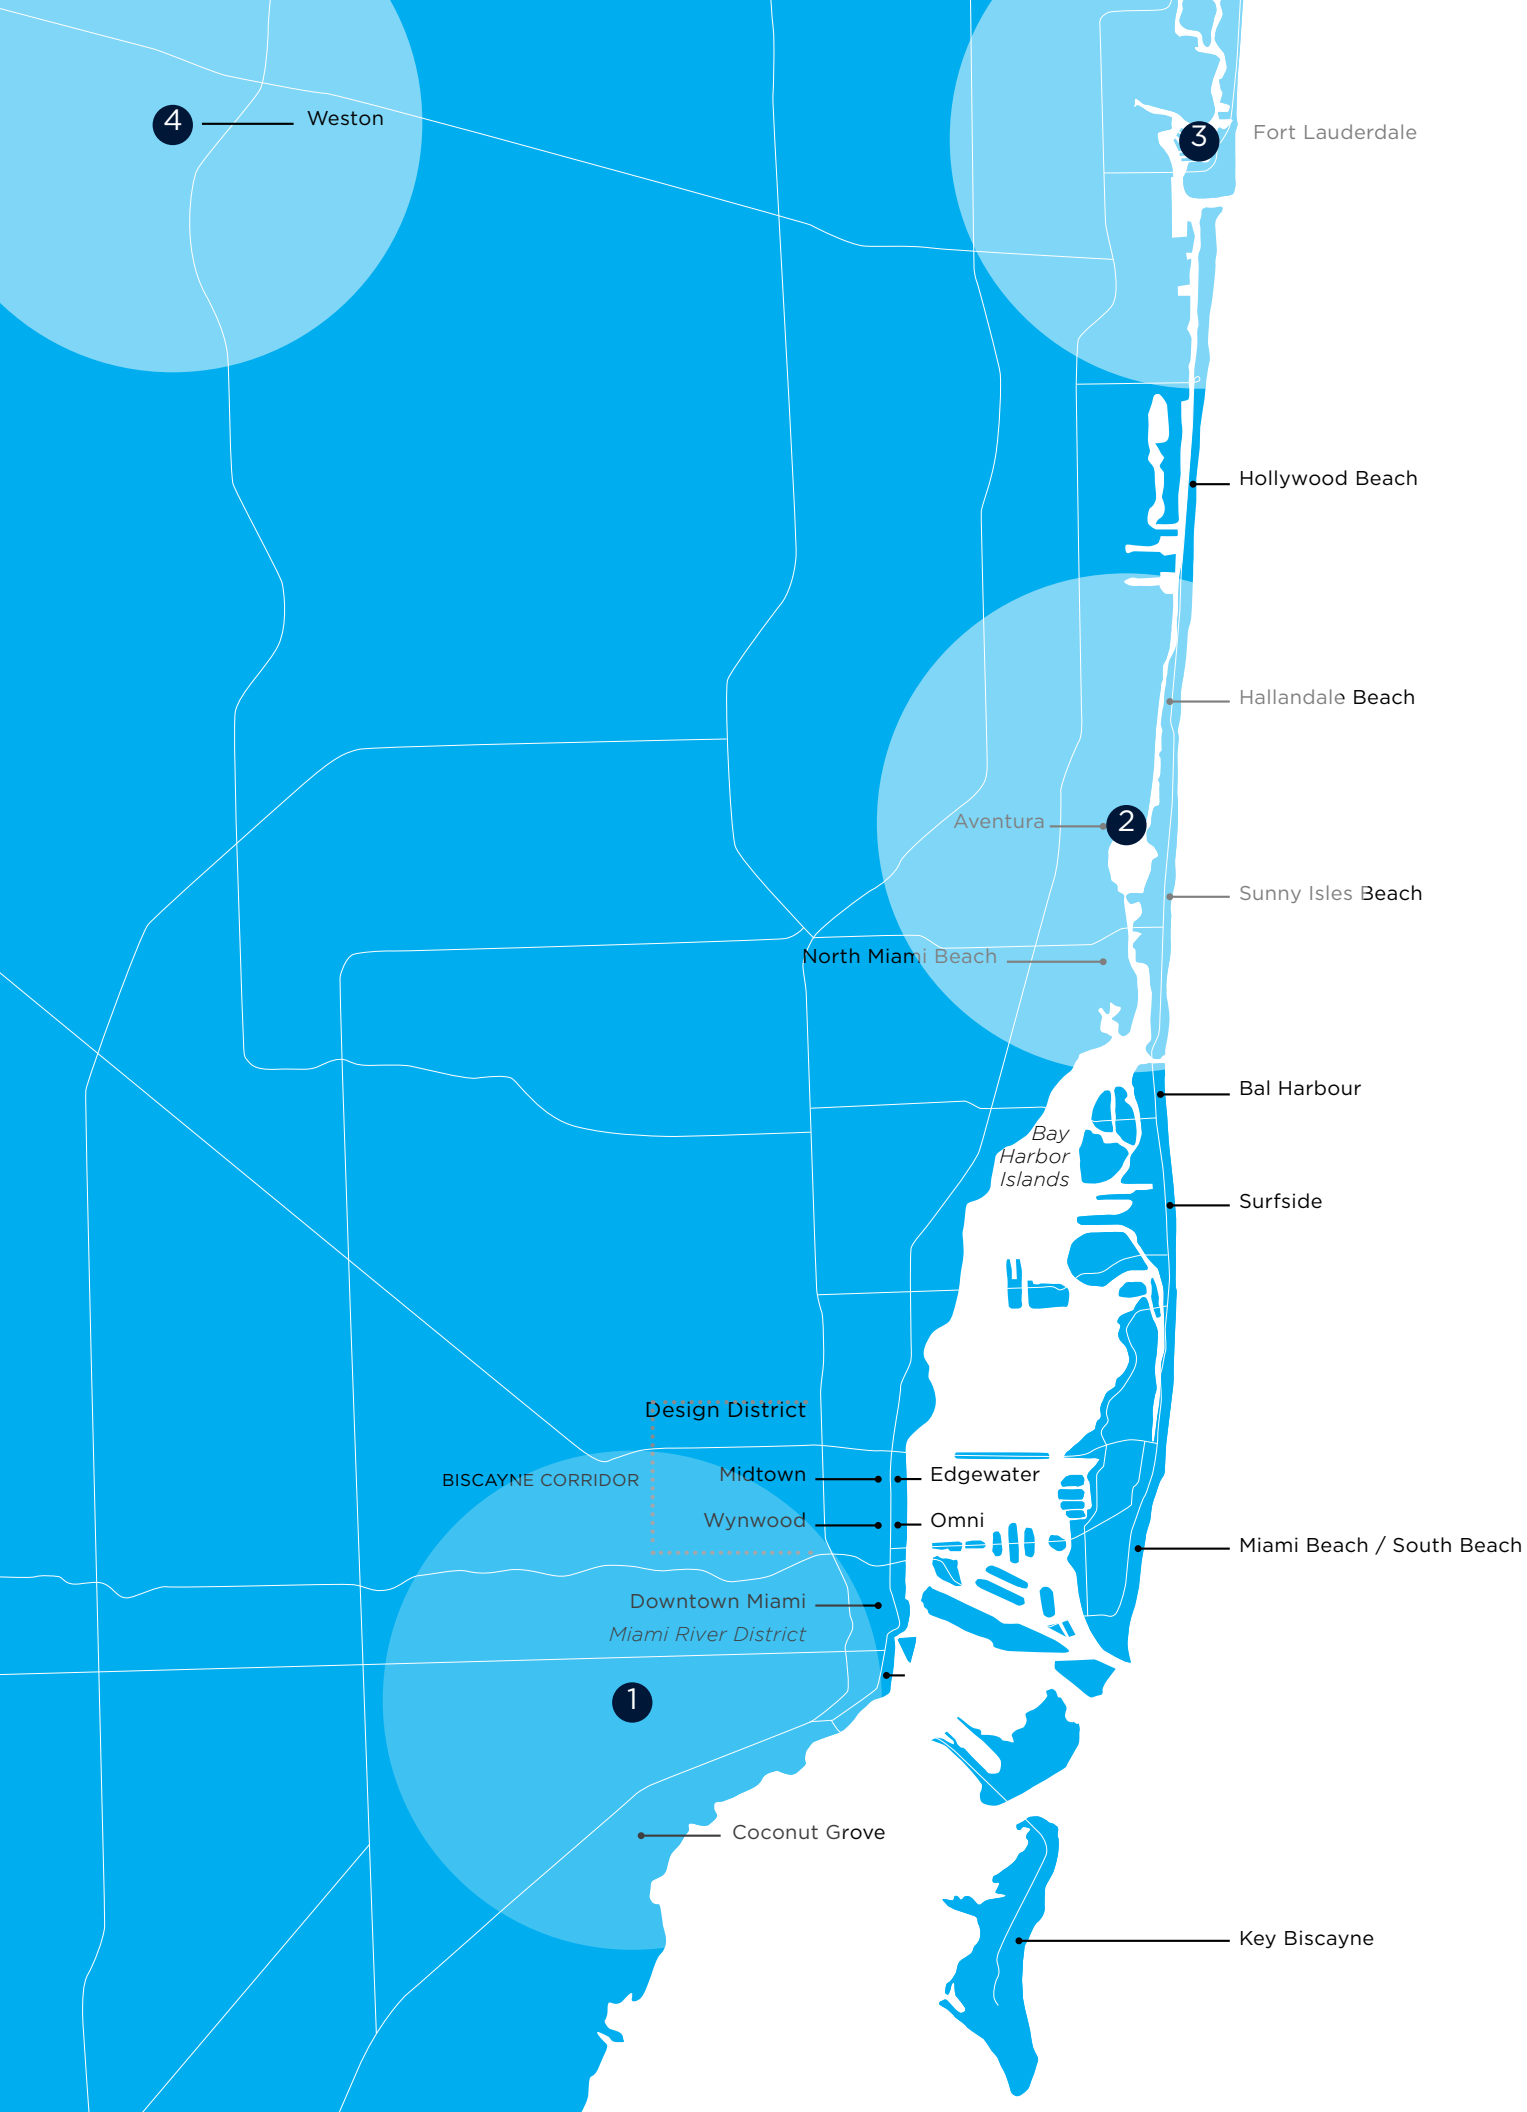 4
Weston
3
Fort Lauderdale
Hollywood Beach
Hallandale Beach
Aventura
2
Sunny Isles Beach
North Miami Beach
Bal Harbour
Bay
Harbor
Islands
Surfside
Design District
BISCAYNE CORRIDOR
Midtown
Edgewater
Wynwood
Omni
Miami Beach / South Beach
Downtown Miami
Miami River District
1
Coconut Grove
Key Biscayne